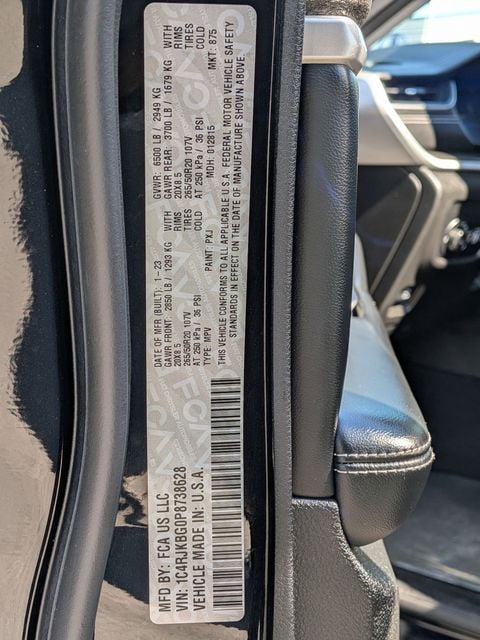 MFD BY: FCA US LLC
DATE OF MFR (BUILT): 1-23
GVWR: 6500 LB / 2949 KG
GAWR FRONT: 2850 LB / 1293 KG WITH
GAWR REAR: 3700 LB / 1679 KG WITH
20X8.5 RIMS
20X8.5 RIMS
265/50R20 107V TIRES
265/50R20 107V TIRES
AT 250 kPa / 36 PSI COLD
AT 250 kPa / 36 PSI COLD
TYPE: MPV
PAINT: PXJ
MDH: 012815
MKT: 875
THIS VEHICLE CONFORMS TO ALL APPLICABLE U.S.A. FEDERAL MOTOR VEHICLE SAFETY
STANDARDS IN EFFECT ON THE DATE OF MANUFACTURE SHOWN ABOVE.
VIN: 1C4RJKBG0P8738628
VEHICLE MADE IN: U.S.A.